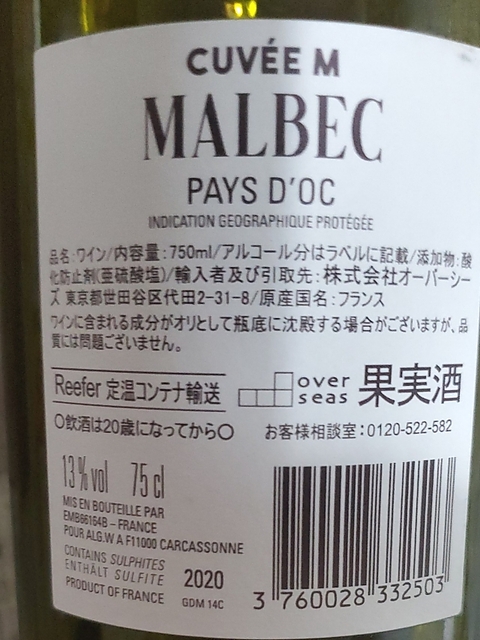 CUVÉE M
MALBEC
PAYS D'OC
INDICATION GEOGRAPHIQUE PROTÉGÉE
品名:ワイン/内容量:750ml/アルコール分はラベルに記載/添加物:酸
化防止剤(亜硫酸塩)/輸入者及び引取先:株式会社オーバーシー
ズ 東京都世田谷区代田2-31-8/原産国名:フランス
ワインに含まれる成分がオリとして瓶底に沈殿する場合がございますが、品
質には問題ございません。
Reefer 定温コンテナ輸送
over seas 果実酒
〇飲酒は20歳になってから〇
お客様相談室:0120-522-582
13%vol 75 cl
MIS EN BOUTEILLE PAR
EMB66164B – FRANCE
POUR ALG.W A F11000 CARCASSONNE
CONTAINS SULPHITES
ENTHÄLT SULFITE
PRODUCT OF FRANCE
2020
GDM 14C
3 760028 332503